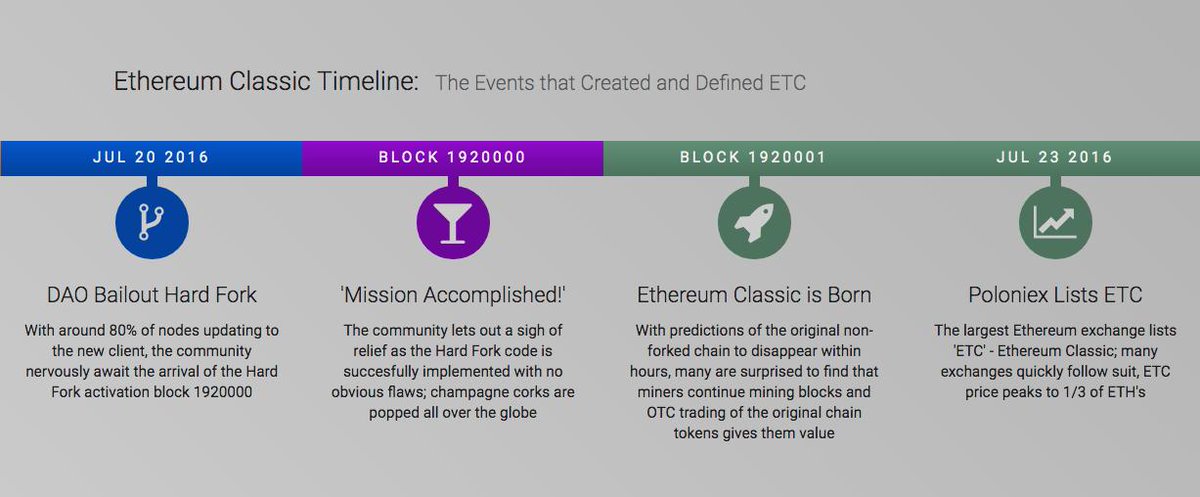 Ethereum Classic Timeline: The Events that Created and Defined ETC
JUL 20 2016
BLOCK 1920000
BLOCK 1920001
JUL 23 2016
DAO Bailout Hard Fork
With around 80% of nodes updating to
the new client, the community
nervously await the arrival of the Hard
Fork activation block 1920000
'Mission Accomplished!'
The community lets out a sigh of
relief as the Hard Fork code is
succesfully implemented with no
obvious flaws; champagne corks are
popped all over the globe
Ethereum Classic is Born
With predictions of the original non-
forked chain to disappear within
hours, many are surprised to find that
miners continue mining blocks and
OTC trading of the original chain
tokens gives them value
Poloniex Lists ETC
The largest Ethereum exchange lists
'ETC' - Ethereum Classic; many
exchanges quickly follow suit, ETC
price peaks to 1/3 of ETH's